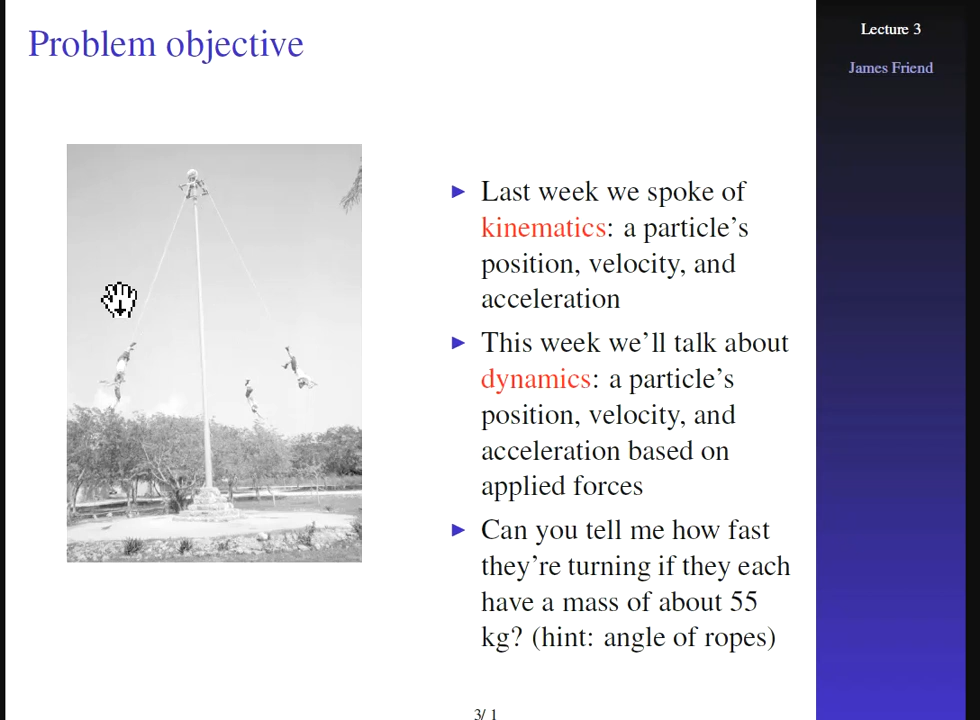 Problem objective
Lecture 3
James Friend
Last week we spoke of
kinematics: a particle's
position, velocity, and
acceleration
This week we'll talk about
dynamics: a particle's
position, velocity, and
acceleration based on
applied forces
Can you tell me how fast
they're turning if they each
have a mass of about 55
kg? (hint: angle of ropes)
3/ 1